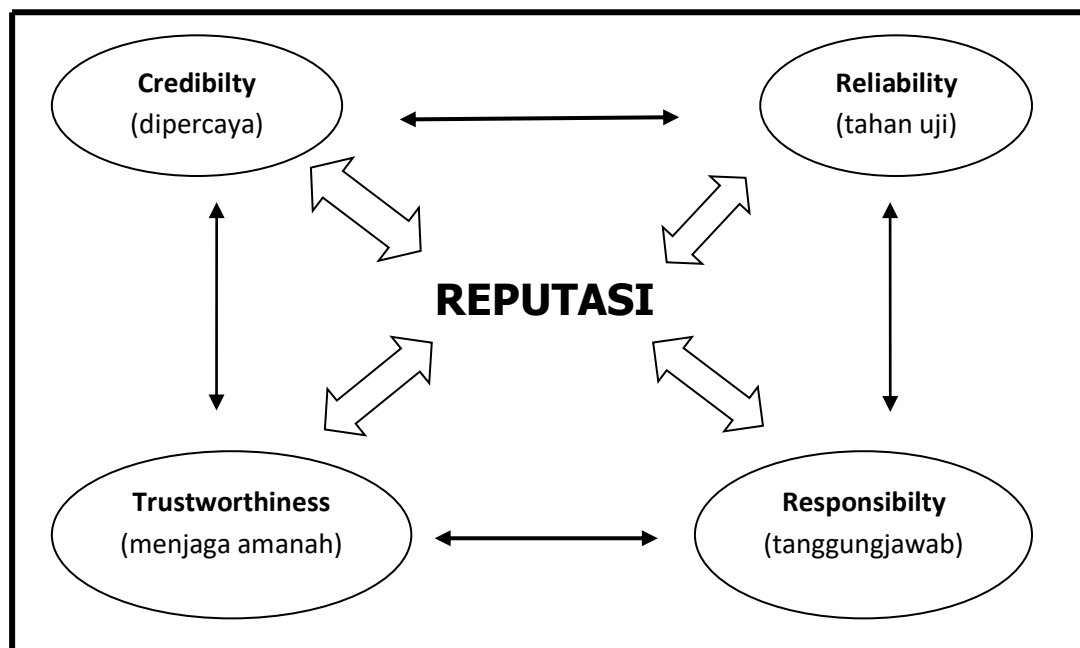 Credibilty
(dipercaya)
Reliability
(tahan uji)
REPUTASI
Trustworthiness
(menjaga amanah)
Responsibilty
(tanggungjawab)